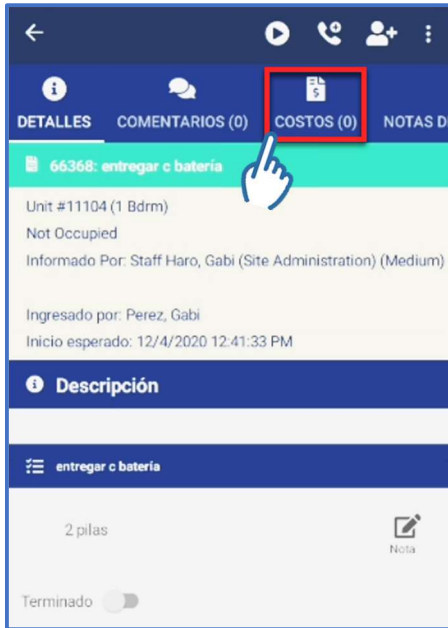 DETALLES COMENTARIOS (0) COSTOS (0) NOTAS D
66368: entregar c batería
Unit #11104 (1 Bdrm)
Not Occupied
Informado Por: Staff Haro, Gabi (Site Administration) (Medium)
Ingresado por: Perez, Gabi
Inicio esperado: 12/4/2020 12:41:33 PM
Descripción
entregar c batería
2 pilas
Nota
Terminado